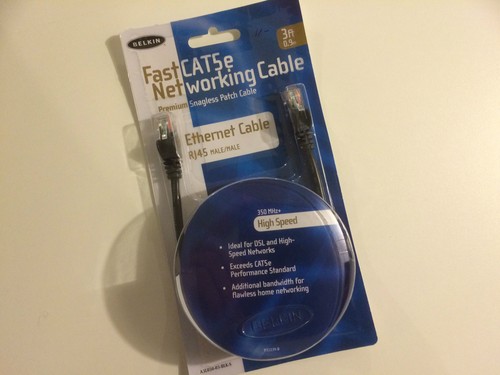 BELKIN
3ft
0.9m
Fast CAT5e
Networking Cable
Premium Snagless Patch Cable
Ethernet Cable
RJ45 MALE/MALE
350 MHz+
High Speed
• Ideal for DSL and High-
Speed Networks
• Exceeds CAT5e
Performance Standard
• Additional bandwidth for
flawless home networking
BELKIN